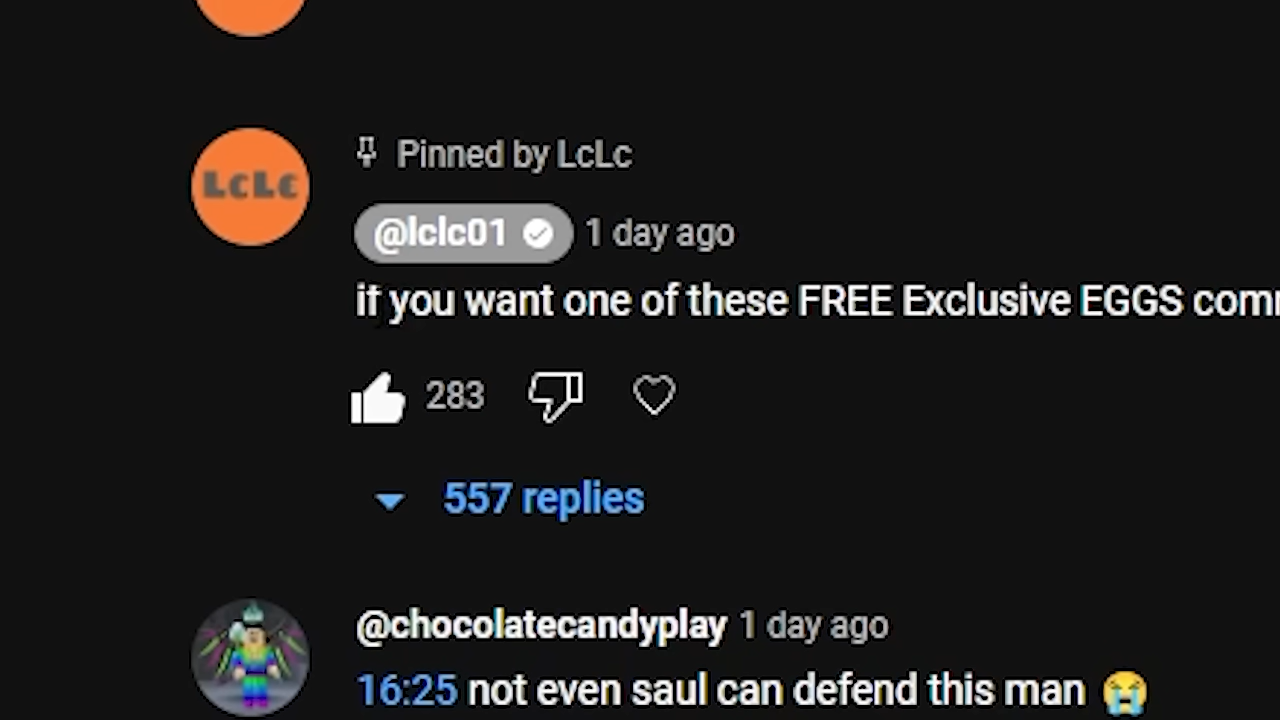 LcLc
Pinned by LcLc
@lclc01 1 day ago
if you want one of these FREE Exclusive EGGS
283
557 replies
@chocolatecandyplay 1 day ago
16:25 not even saul can defend this man 😭